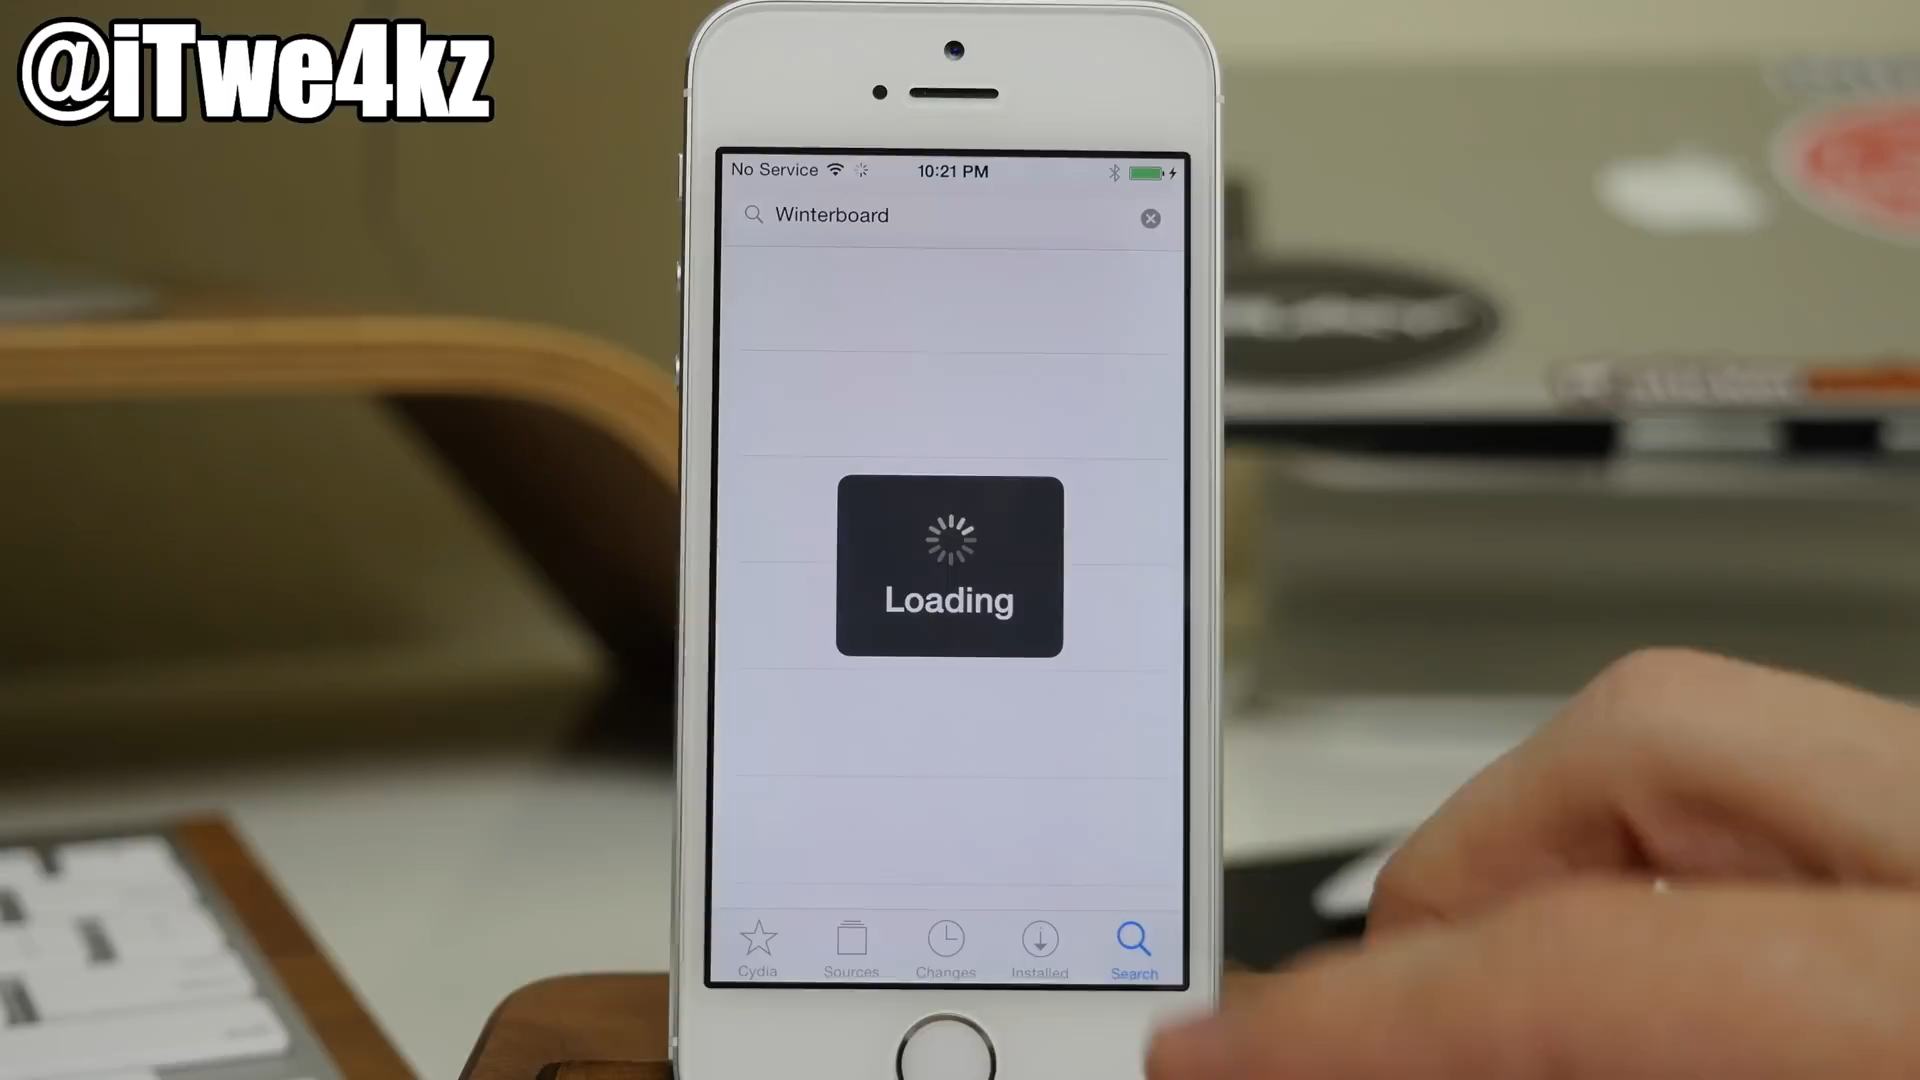 @iTwe4kz
No Service
10:21 PM
Winterboard
Loading
Cydia
Sources
Changes
Installed
Search